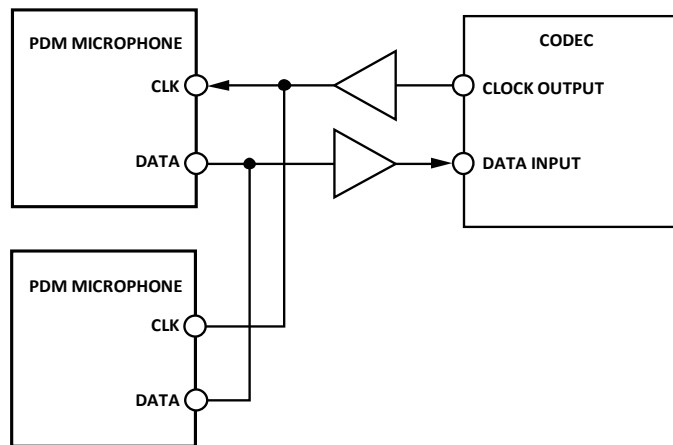 PDM MICROPHONE
CLK
DATA
CODEC
CLOCK OUTPUT
DATA INPUT
PDM MICROPHONE
CLK
DATA